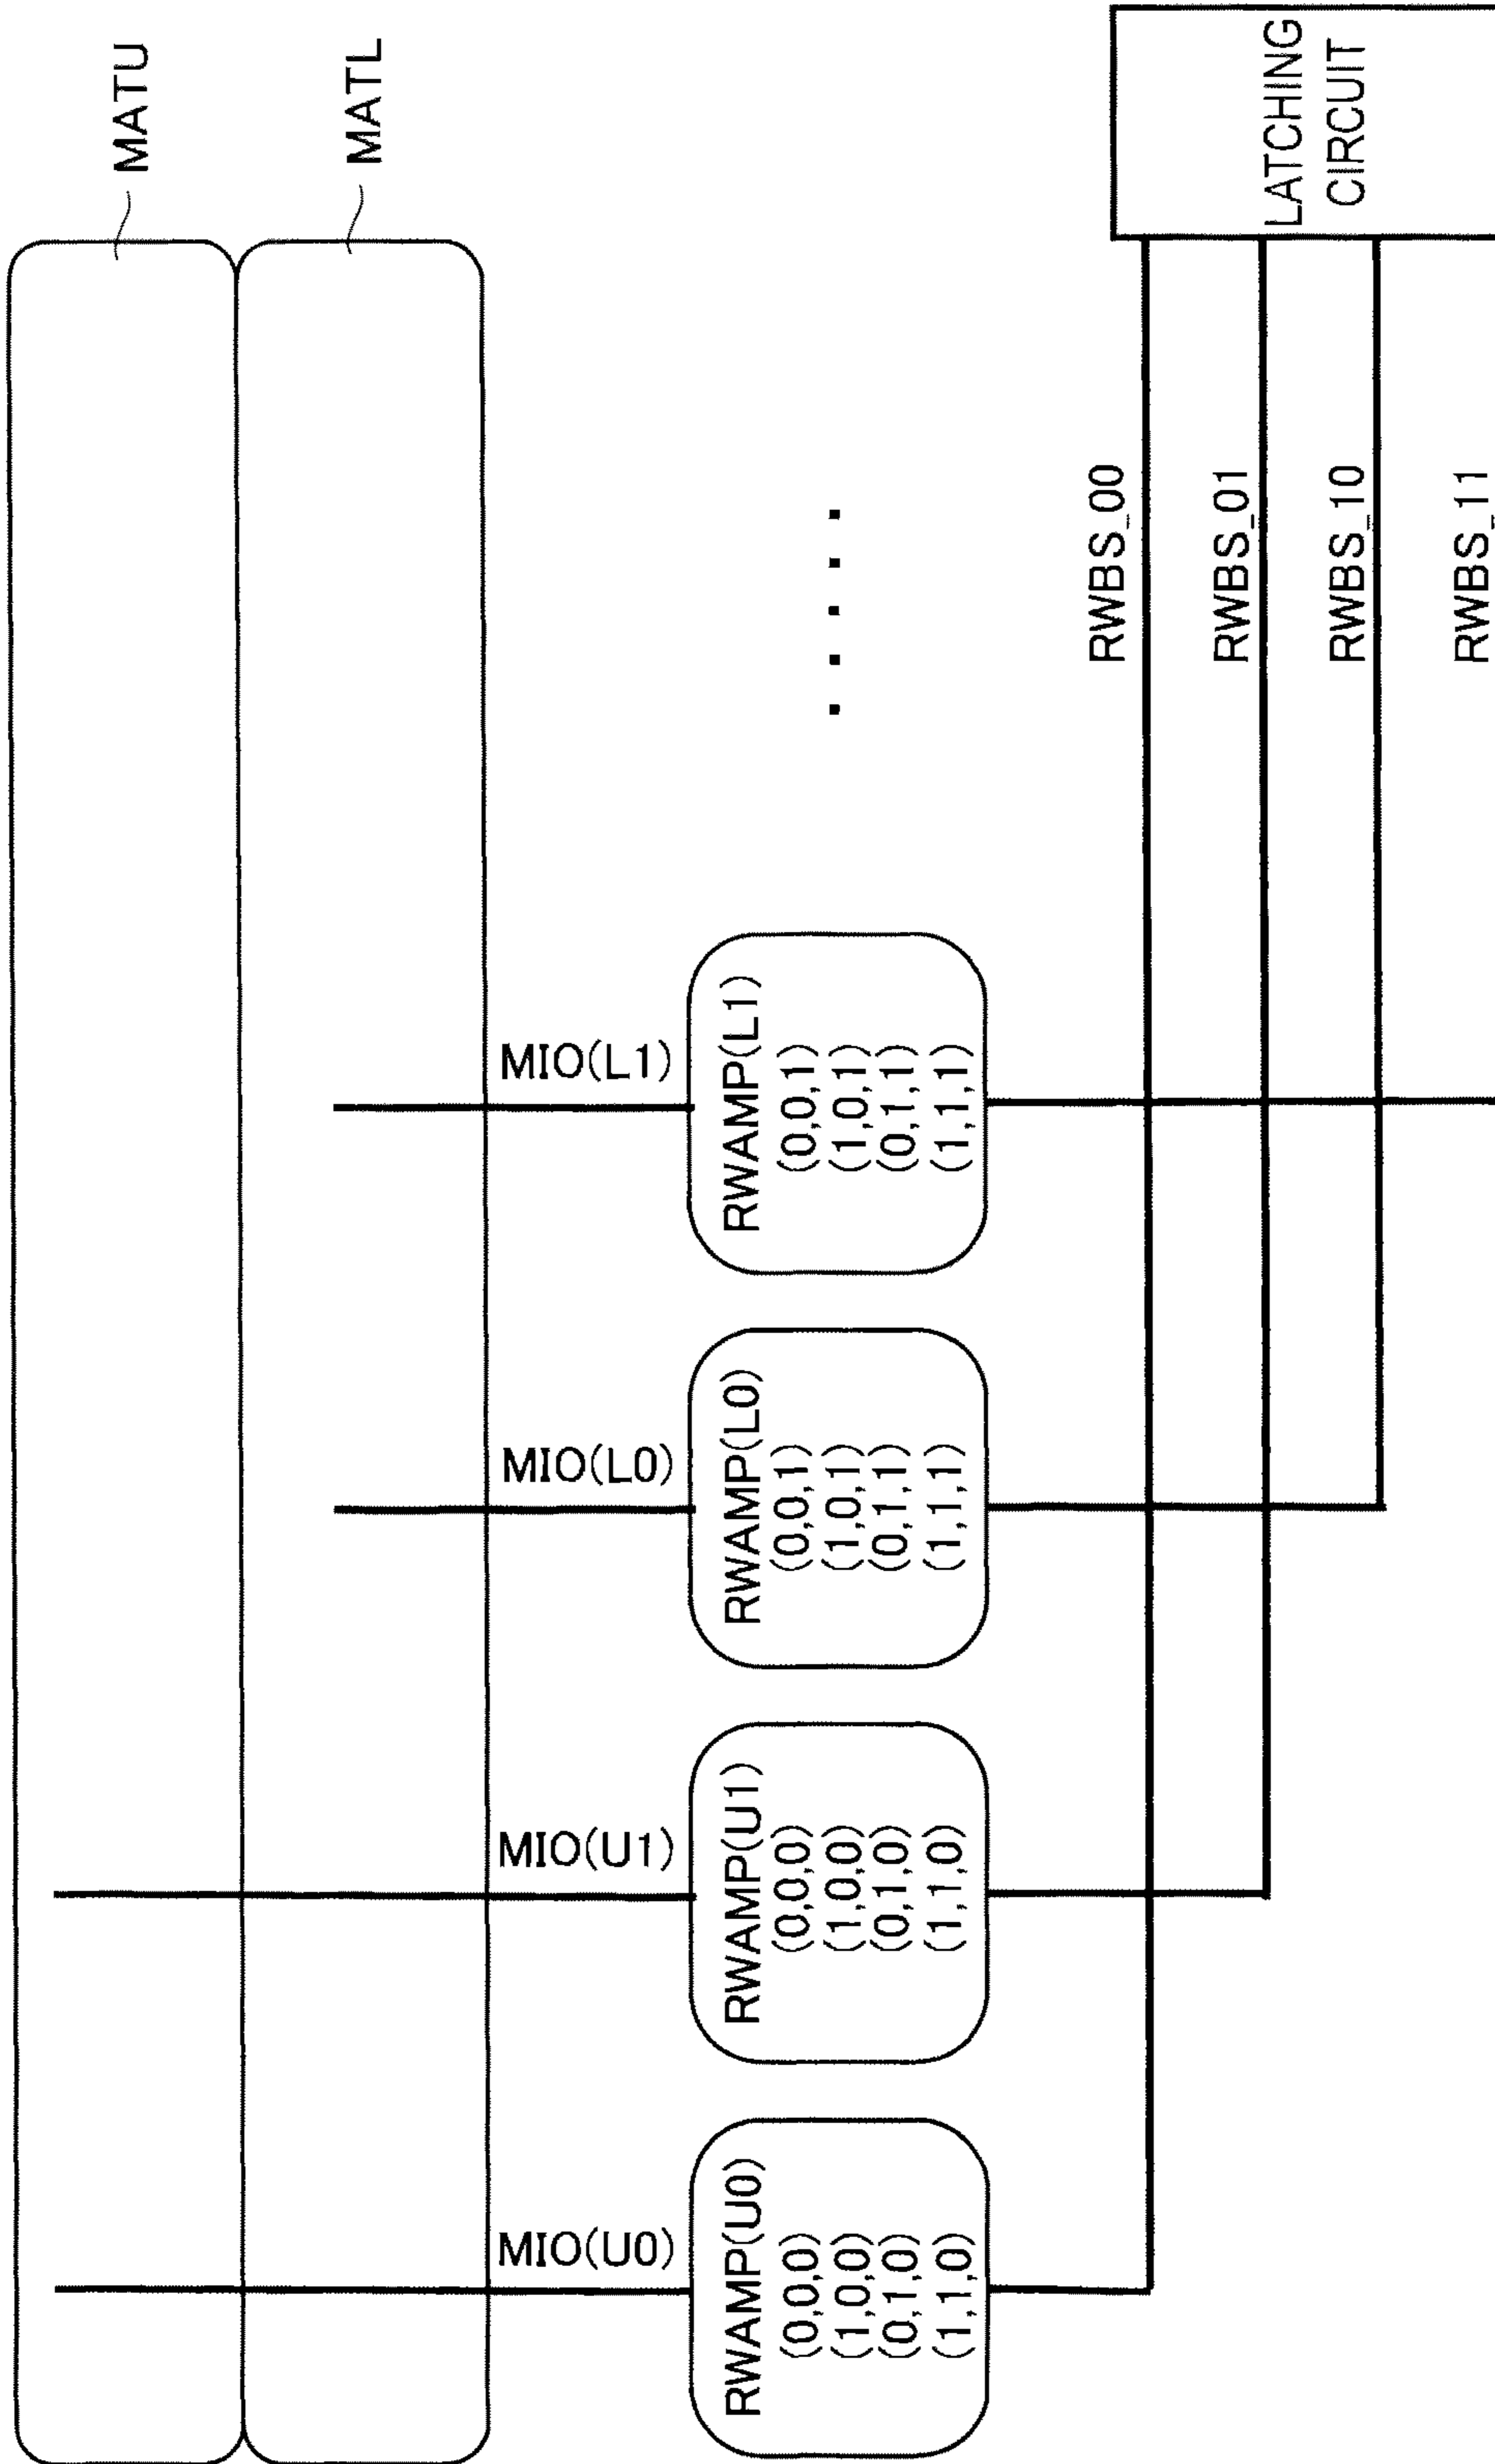 MATU
MATL
MIO(U0)
MIO(U1)
MIO(L0)
MIO(L1)
RWAMP(U0)
(0,0,0)
(1,0,0)
(0,1,0)
(1,1,0)
RWAMP(U1)
(0,0,0)
(1,0,0)
(0,1,0)
(1,1,0)
RWAMP(L0)
(0,0,1)
(1,0,1)
(0,1,1)
(1,1,1)
RWAMP(L1)
(0,0,1)
(1,0,1)
(0,1,1)
(1,1,1)
.....
RWBS_00
RWBS_01
RWBS_10
RWBS_11
LATCHING
CIRCUIT